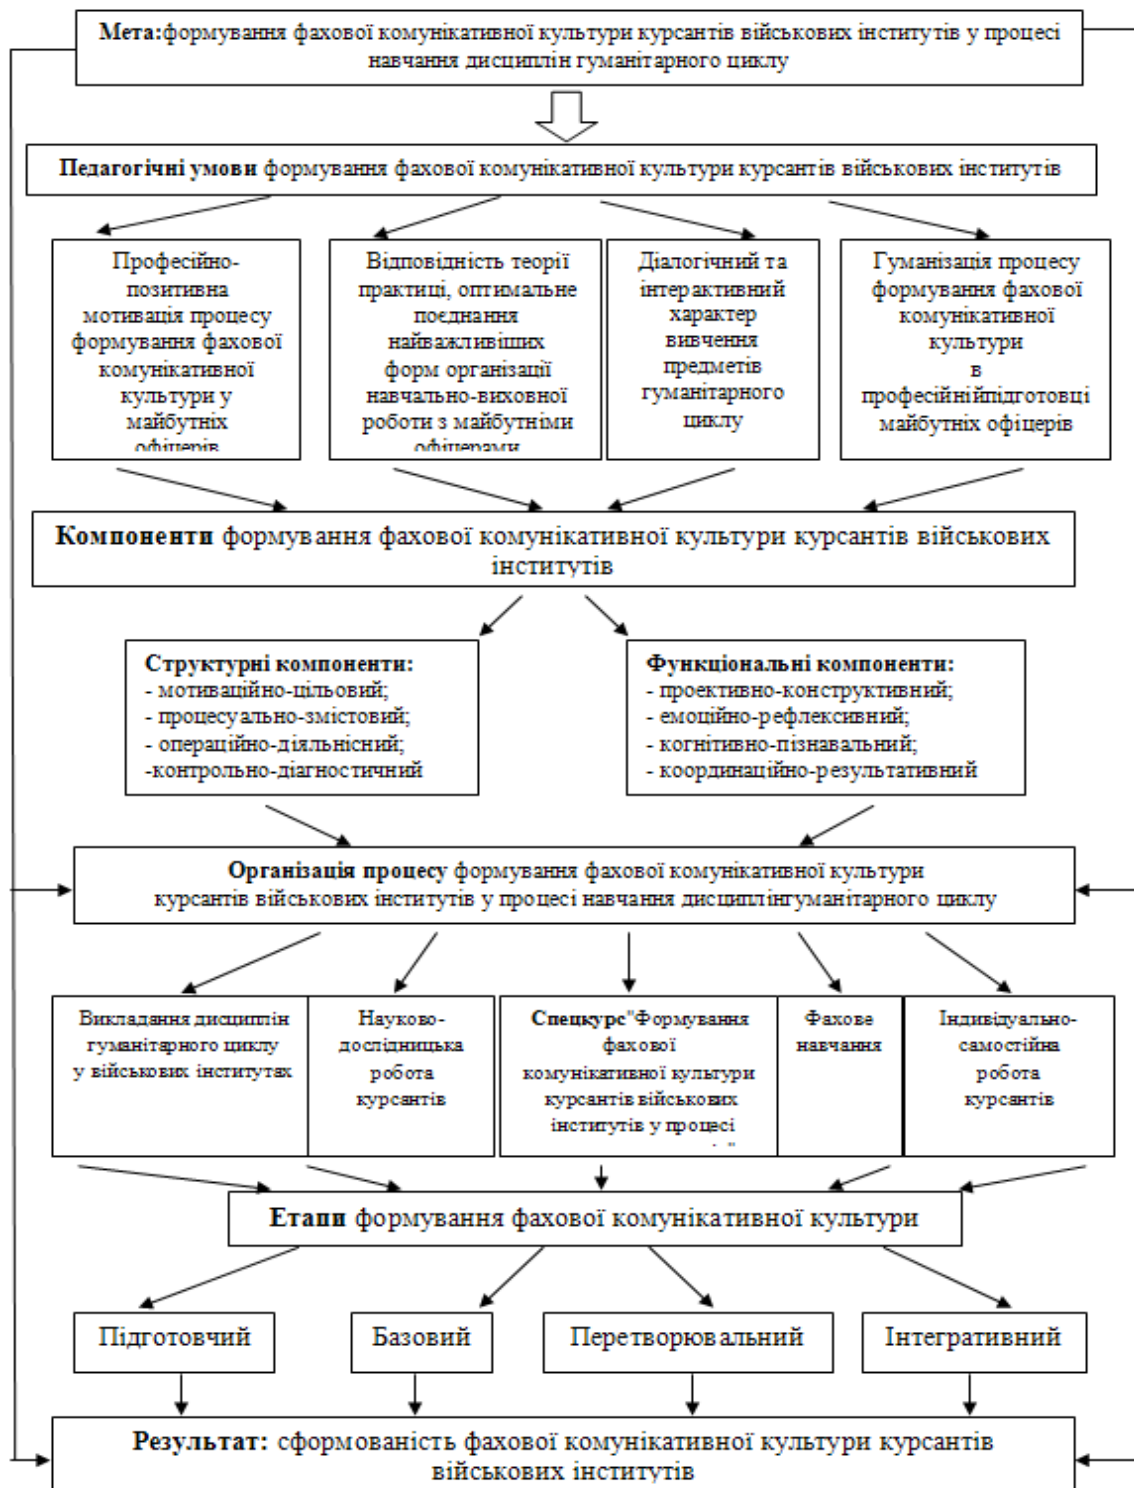 Мета:формування фахової комунікативної культури курсантів військових інститутів у процесі
навчання дисциплін гуманітарного циклу
Педагогічні умови формування фахової комунікативної культури курсантів військових інститутів
Професійно-
позитивна
мотивація процесу
формування фахової
комунікативної
культури у
майбутніх
офіцерів
Відповідність теорії
практиці, оптимальне
поєднання
найважливіших
форм організації
навчально-виховної
роботи з майбутніми
офіцерами
Діалогічний та
інтерактивний
характер
вивчення
предметів
гуманітарного
циклу
Гуманізація процесу
формування фахової
комунікативної
культури
в
професійнійпідготовці
майбутніх офіцерів
Компоненти формування фахової комунікативної культури курсантів військових
інститутів
Структурні компоненти:
- мотиваційно-цільовий;
- процесуально-змістовий;
- операційно-діяльнісний;
-контрольно-діагностичний
Функціональні компоненти:
- проективно-конструктивний;
- емоційно-рефлексивний;
- когнітивно-пізнавальний;
- координаційно-результативний
Організація процесу формування фахової комунікативної культури
курсантів військових інститутів у процесі навчання дисциплінгуманітарного циклу
Викладання дисциплін
гуманітарного циклу
у військових інститутах
Науково-
дослідницька
робота
курсантів
Спецкурс"Формування
фахової
комунікативної культури
курсантів військових
інститутів у процесі
Фахове
навчання
Індивідуально-
самостійна
робота
курсантів
Етапи формування фахової комунікативної культури
Підготовчий
Базовий
Перетворювальний
Інтегративний
Результат: сформованість фахової комунікативної культури курсантів
військових інститутів